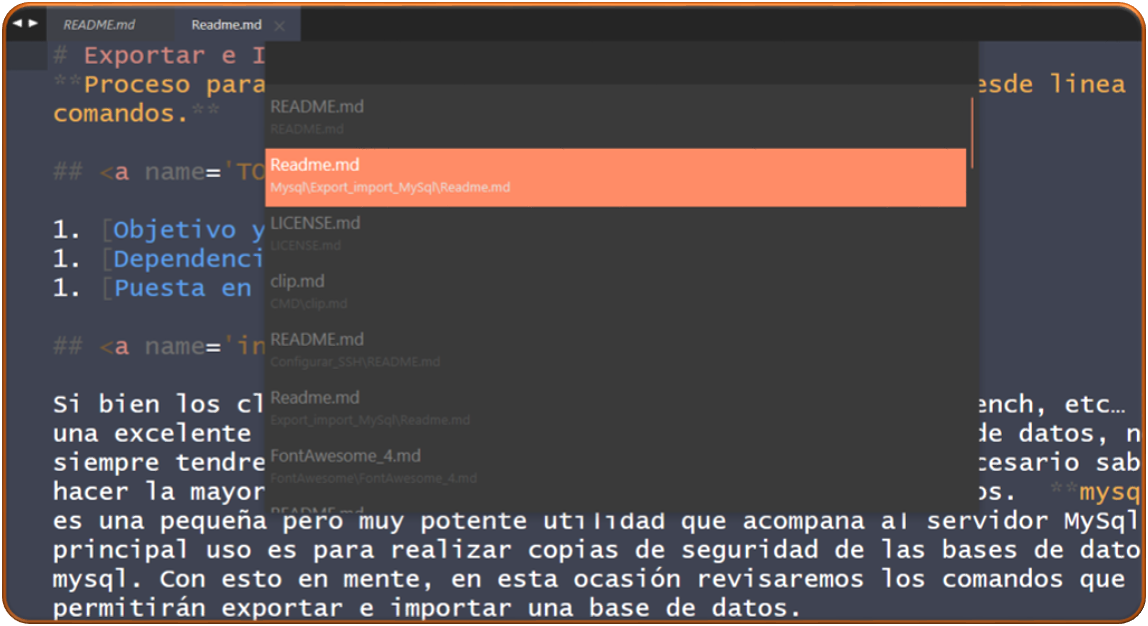 README.md
Readme.md
# Exportar e I
**Proceso para
esde linea
comandos.**
## <a name='TO
1. [Objetivo y
1. [Dependenci
1. [Puesta en
## <a name='in
README.md
README.md
Readme.md
Mysql\Export_import_MySql\Readme.md
LICENSE.md
LICENSE.md
clip.md
CMD\clip.md
README.md
Configurar_SSH\README.md
Readme.md
Export_import_MySql\Readme.md
FontAwesome_4.md
FontAwesome\FontAwesome_4.md
README.md
Si bien los cl ench, etc…
una excelente de datos, n
siempre tendre cesario sab
hacer la mayor os. **mysq
es una pequeña pero muy potente utilidad que acompaña al servidor MySql
principal uso es para realizar copias de seguridad de las bases de dato
mysql. Con esto en mente, en esta ocasión revisaremos los comandos que
permitirán exportar e importar una base de datos.